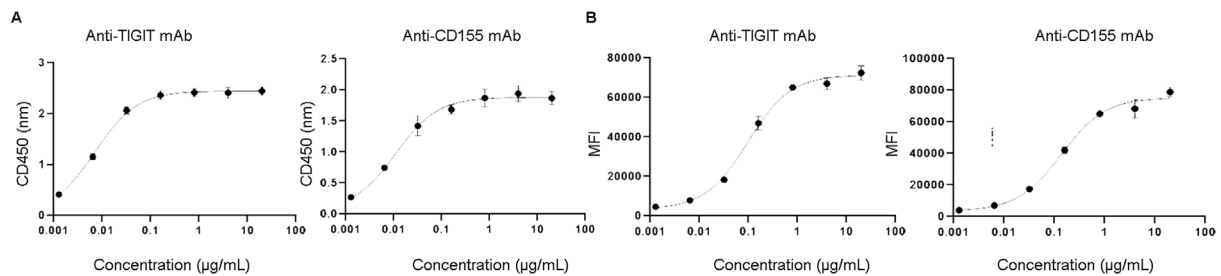 A
B
Anti-TIGIT mAb
Anti-CD155 mAb
Anti-TIGIT mAb
Anti-CD155 mAb
CD450 (nm)
3
2
1
0
0.001 0.01 0.1 1 10 100
Concentration (µg/mL)
CD450 (nm)
2.0
1.5
1.0
0.5
0.0
0.001 0.01 0.1 1 10 100
Concentration (µg/mL)
MFI
80000
60000
40000
20000
0
0.001 0.01 0.1 1 10 100
Concentration (µg/mL)
MFI
100000
80000
60000
40000
20000
0
0.001 0.01 0.1 1 10 100
Concentration (µg/mL)